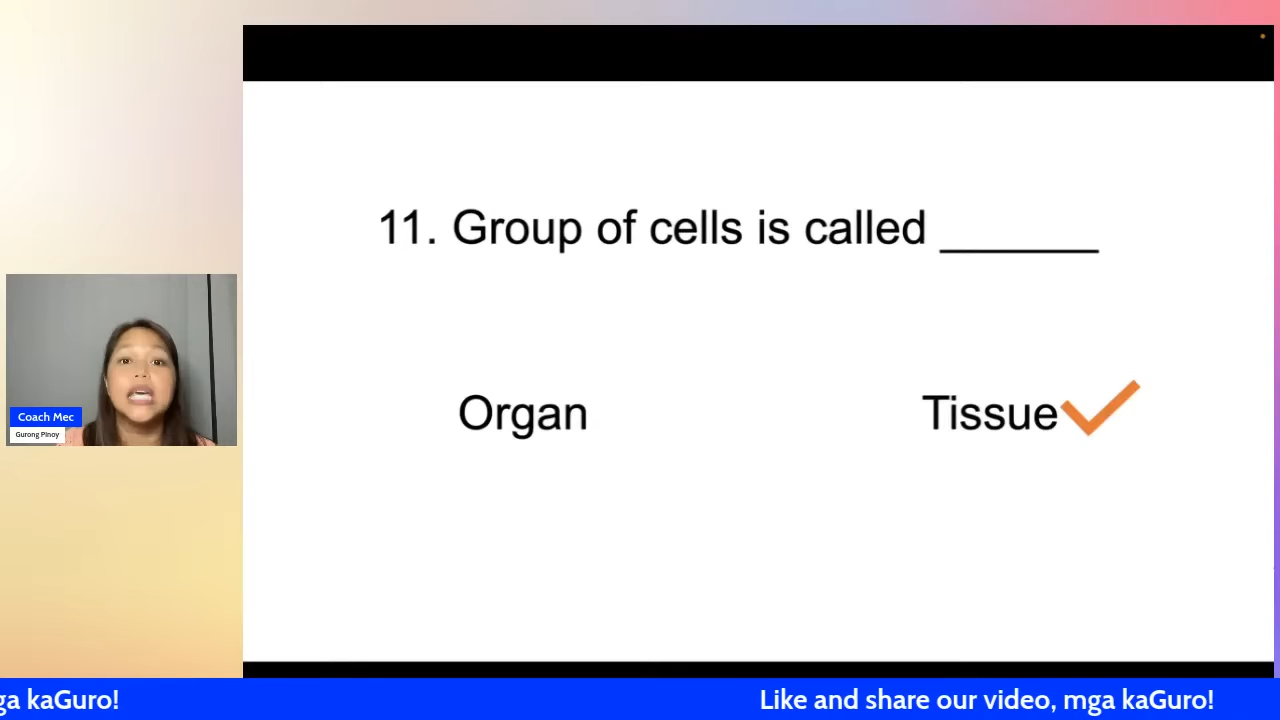 11. Group of cells is called ______
Organ
Tissue
Coach Mec
Gurong Pinoy
ga kaGuro!
Like and share our video, mga kaGuro!